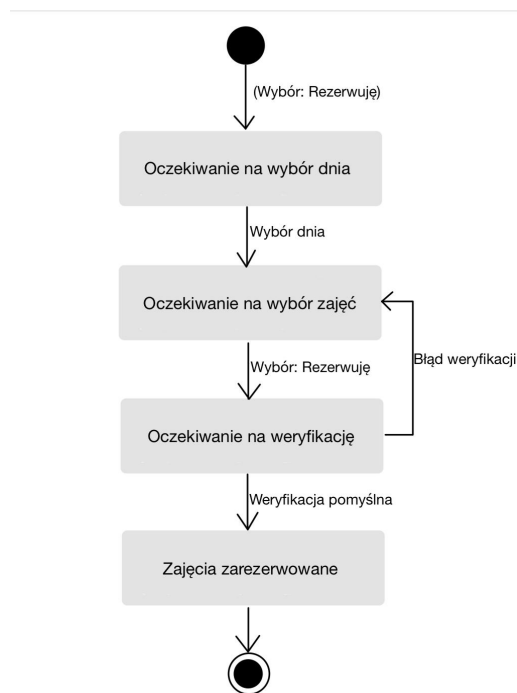 (Wybór: Rezerwuję)
Oczekiwanie na wybór dnia
Wybór dnia
Oczekiwanie na wybór zajęć
Błąd weryfikacji
Wybór: Rezerwuję
Oczekiwanie na weryfikację
Weryfikacja pomyślna
Zajęcia zarezerwowane